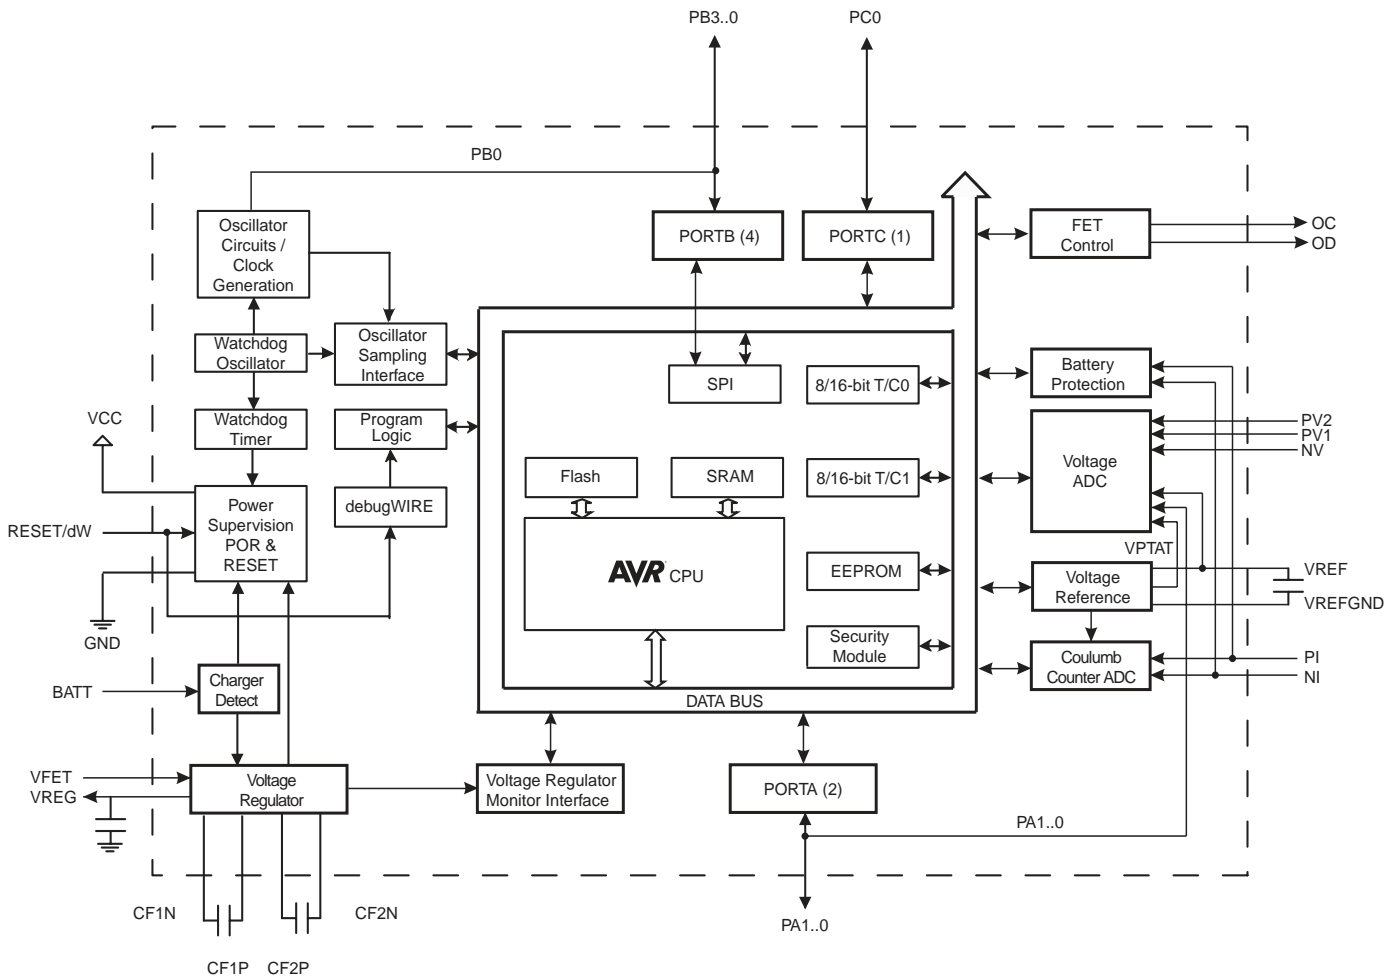 PB3..0
PC0
PB0
Oscillator
Circuits /
Clock
Generation
PORTB (4)
PORTC (1)
FET
Control
OC
OD
Watchdog
Oscillator
Oscillator
Sampling
Interface
SPI
8/16-bit T/C0
Battery
Protection
VCC
Watchdog
Timer
Program
Logic
PV2
PV1
NV
Voltage
ADC
Flash
SRAM
8/16-bit T/C1
Power
Supervision
POR &
RESET
debugWIRE
RESET/dW
VPTAT
AVR CPU
EEPROM
Voltage
Reference
VREF
VREFGND
GND
Security
Module
Coulumb
Counter ADC
PI
NI
BATT
Charger
Detect
DATA BUS
VFET
VREG
Voltage
Regulator
Voltage Regulator
Monitor Interface
PORTA (2)
PA1..0
CF1N
CF2N
PA1..0
CF1P
CF2P